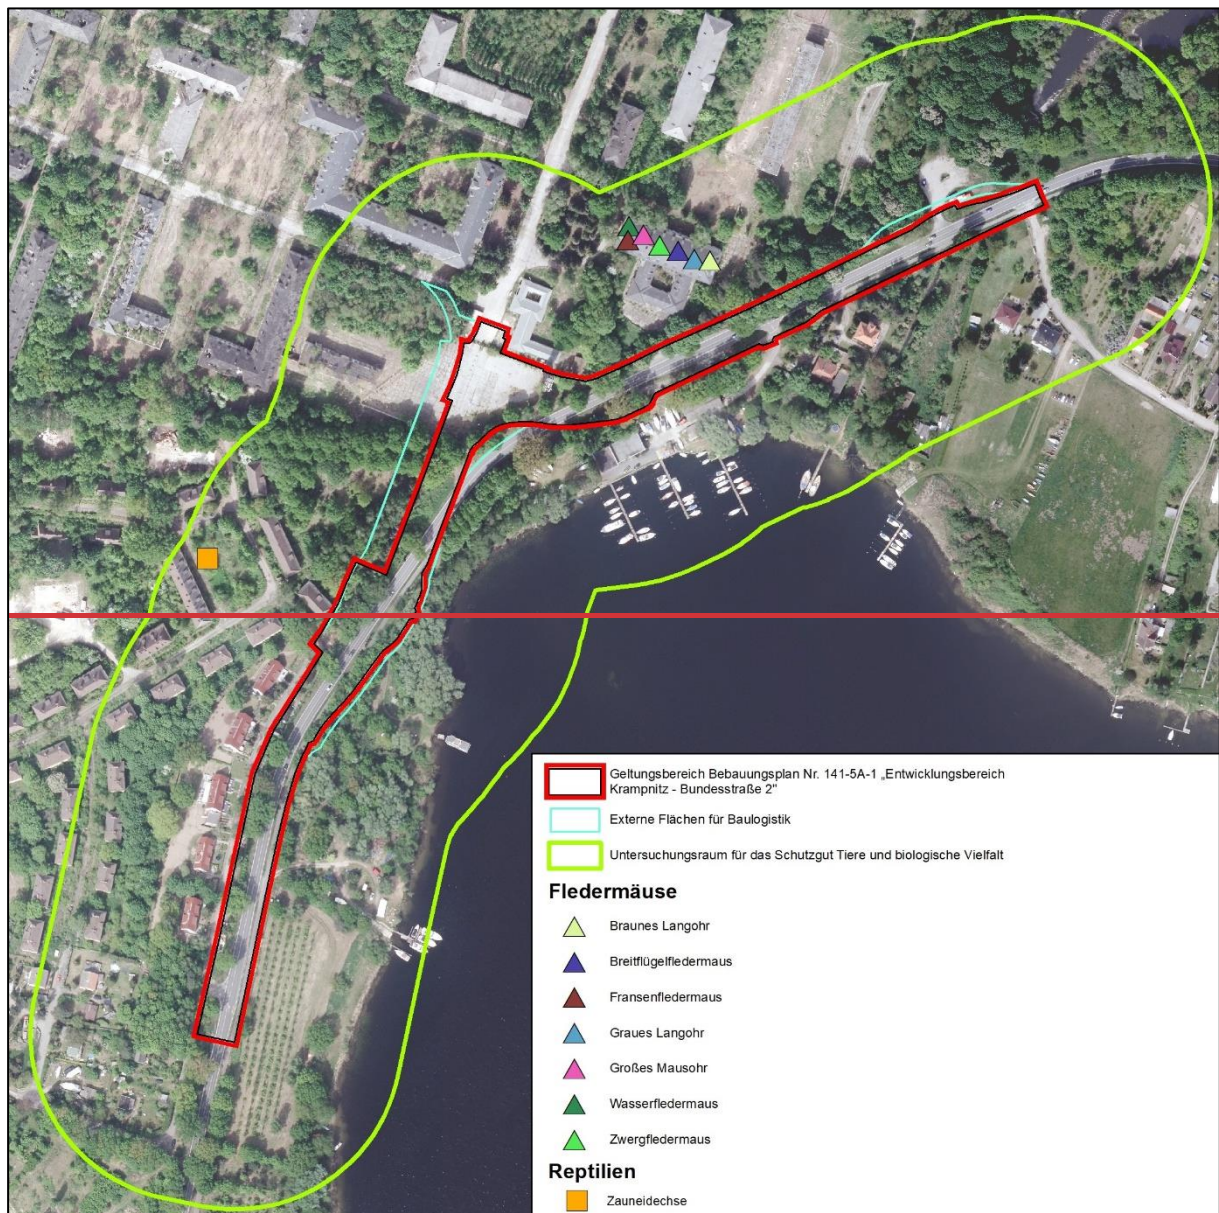 Geltungsbereich Bebauungsplan Nr. 141-5A-1 „Entwicklungsbereich
Krampnitz - Bundesstraße 2"
Externe Flächen für Baulogistik
Untersuchungsraum für das Schutzgut Tiere und biologische Vielfalt
Fledermäuse
Braunes Langohr
Breitflügelfledermaus
Fransenfledermaus
Graues Langohr
Großes Mausohr
Wasserfledermaus
Zwergfledermaus
Reptilien
Zauneidechse